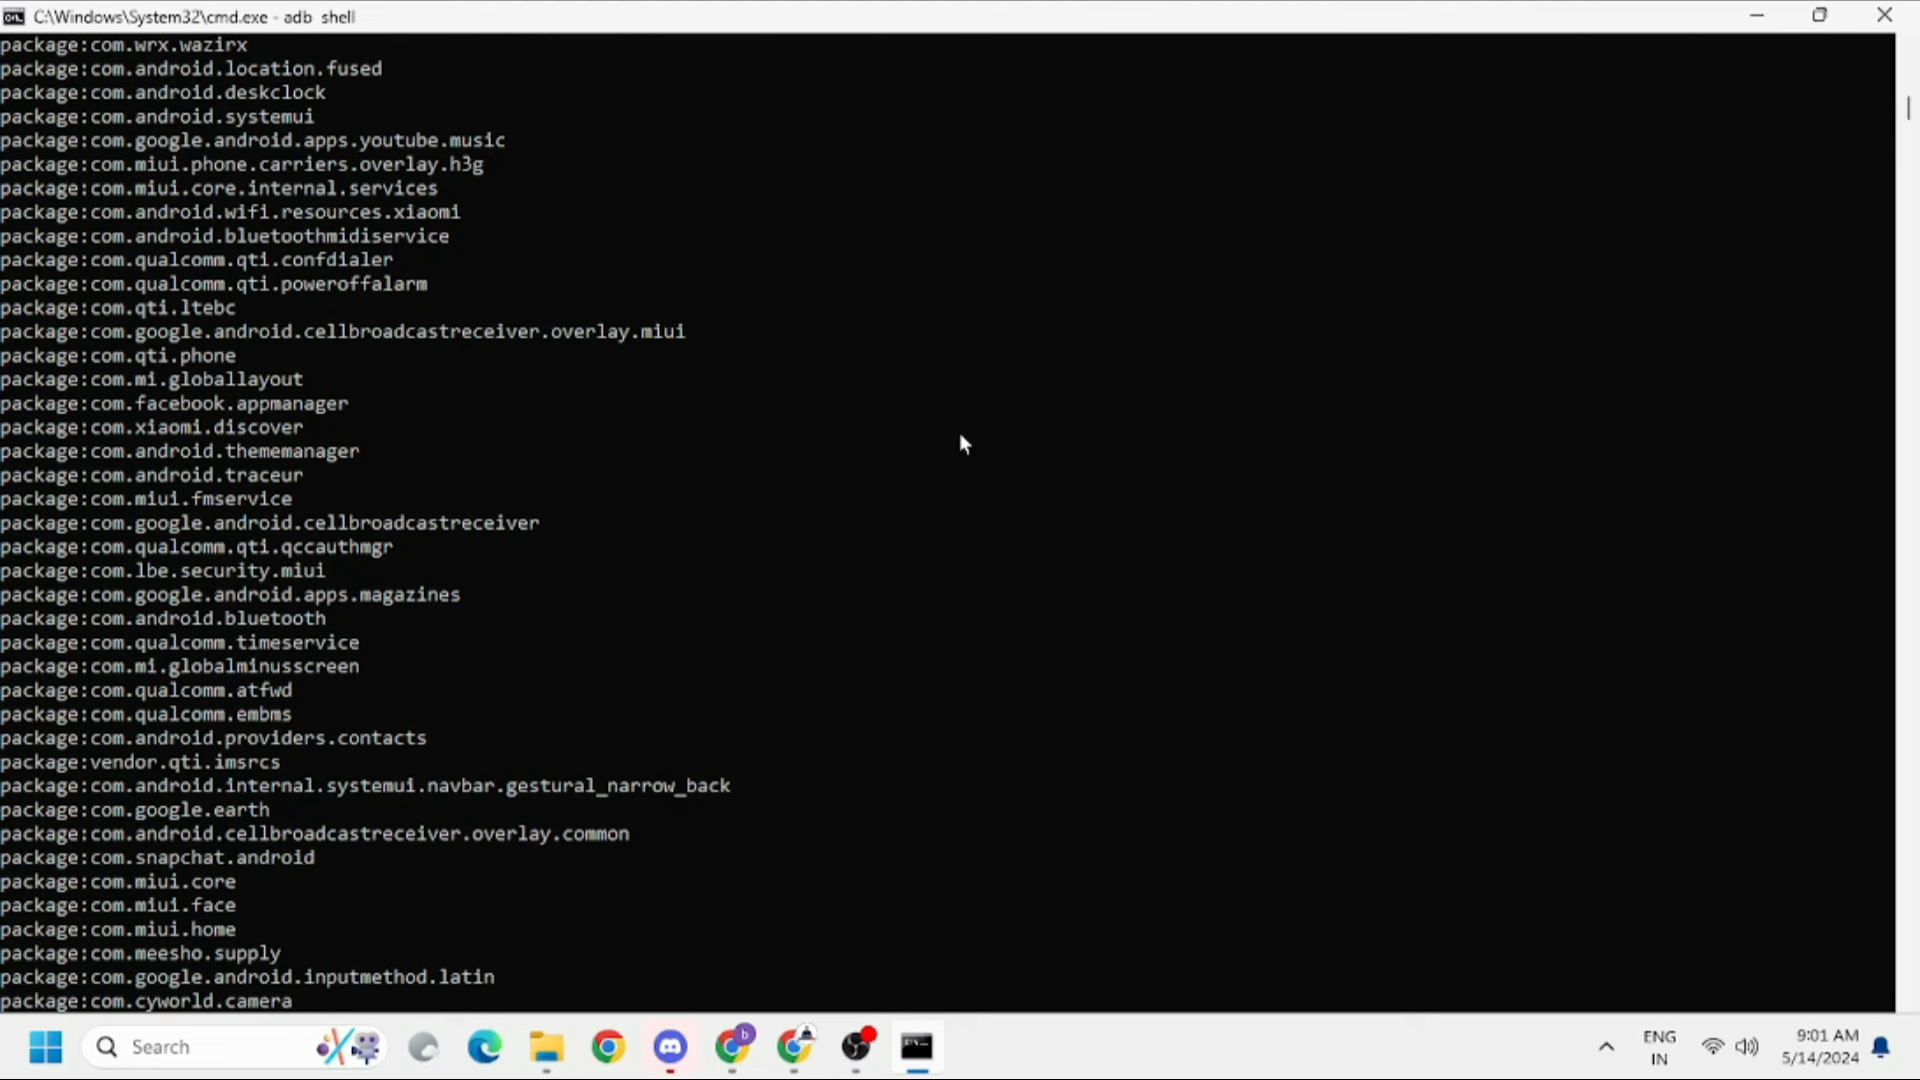 C:\Windows\System32\cmd.exe - adb shell
package:com.wrx.wazirx
package:com.android.location.fused
package:com.android.deskclock
package:com.android.systemui
package:com.google.android.apps.youtube.music
package:com.miui.phone.carriers.overlay.h3g
package:com.miui.core.internal.services
package:com.android.wifi.resources.xiaomi
package:com.android.bluetoothmidiservice
package:com.qualcomm.qti.confdialer
package:com.qualcomm.qti.poweroffalarm
package:com.qti.ltebc
package:com.google.android.cellbroadcastreceiver.overlay.miui
package:com.qti.phone
package:com.mi.globallayout
package:com.facebook.appmanager
package:com.xiaomi.discover
package:com.android.thememanager
package:com.android.traceur
package:com.miui.fmservice
package:com.google.android.cellbroadcastreceiver
package:com.qualcomm.qti.qccauthmgr
package:com.lbe.security.miui
package:com.google.android.apps.magazines
package:com.android.bluetooth
package:com.qualcomm.timeservice
package:com.mi.globalminusscreen
package:com.qualcomm.atfwd
package:com.qualcomm.embms
package:com.android.providers.contacts
package:vendor.qti.imsrcs
package:com.android.internal.systemui.navbar.gestural_narrow_back
package:com.google.earth
package:com.android.cellbroadcastreceiver.overlay.common
package:com.snapchat.android
package:com.miui.core
package:com.miui.face
package:com.miui.home
package:com.meesho.supply
package:com.google.android.inputmethod.latin
package:com.cyworld.camera
Search
b
ENG
IN
9:01 AM
5/14/2024